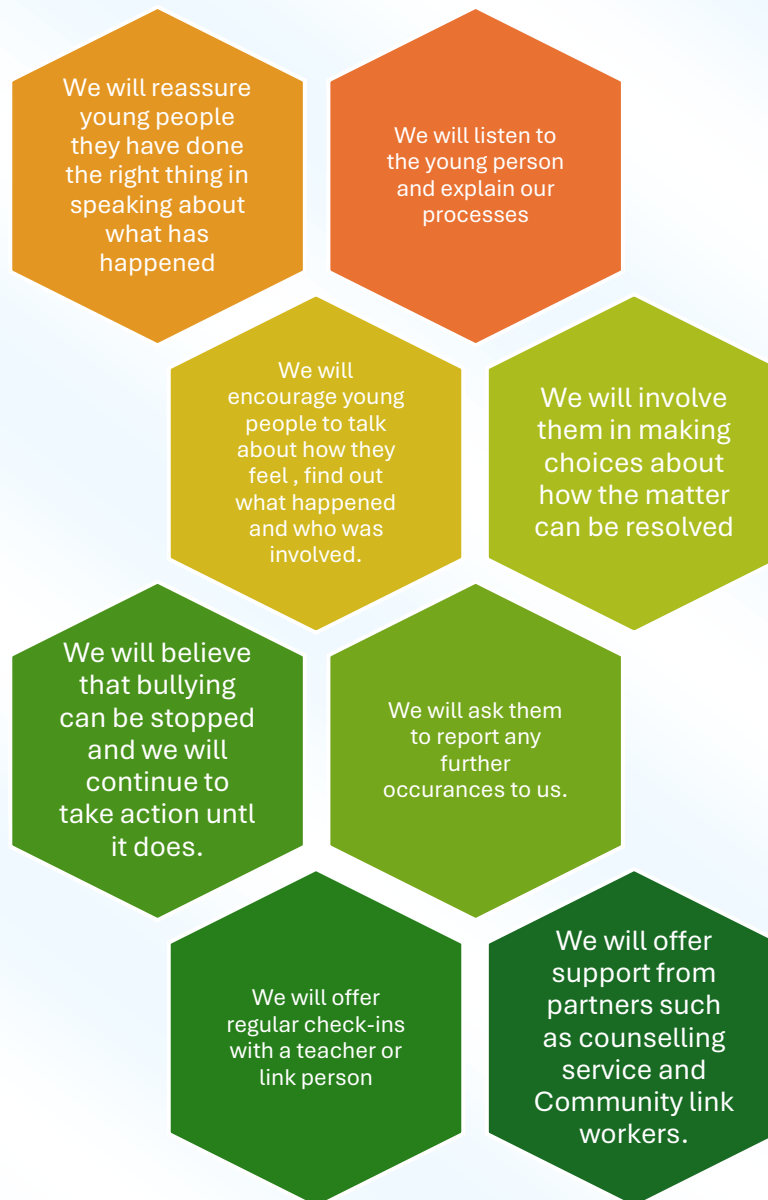 We will reassure
young people
they have done
the right thing in
speaking about
what has
happened
We will listen to
the young person
and explain our
processes
We will
encourage young
people to talk
about how they
feel , find out
what happened
and who was
involved.
We will involve
them in making
choices about
how the matter
can be resolved
We will believe
that bullying
can be stopped
and we will
continue to
take action untl
it does.
We will ask them
to report any
further
occurances to us.
We will offer
regular check-ins
with a teacher or
link person
We will offer
support from
partners such
as counselling
service and
Community link
workers.